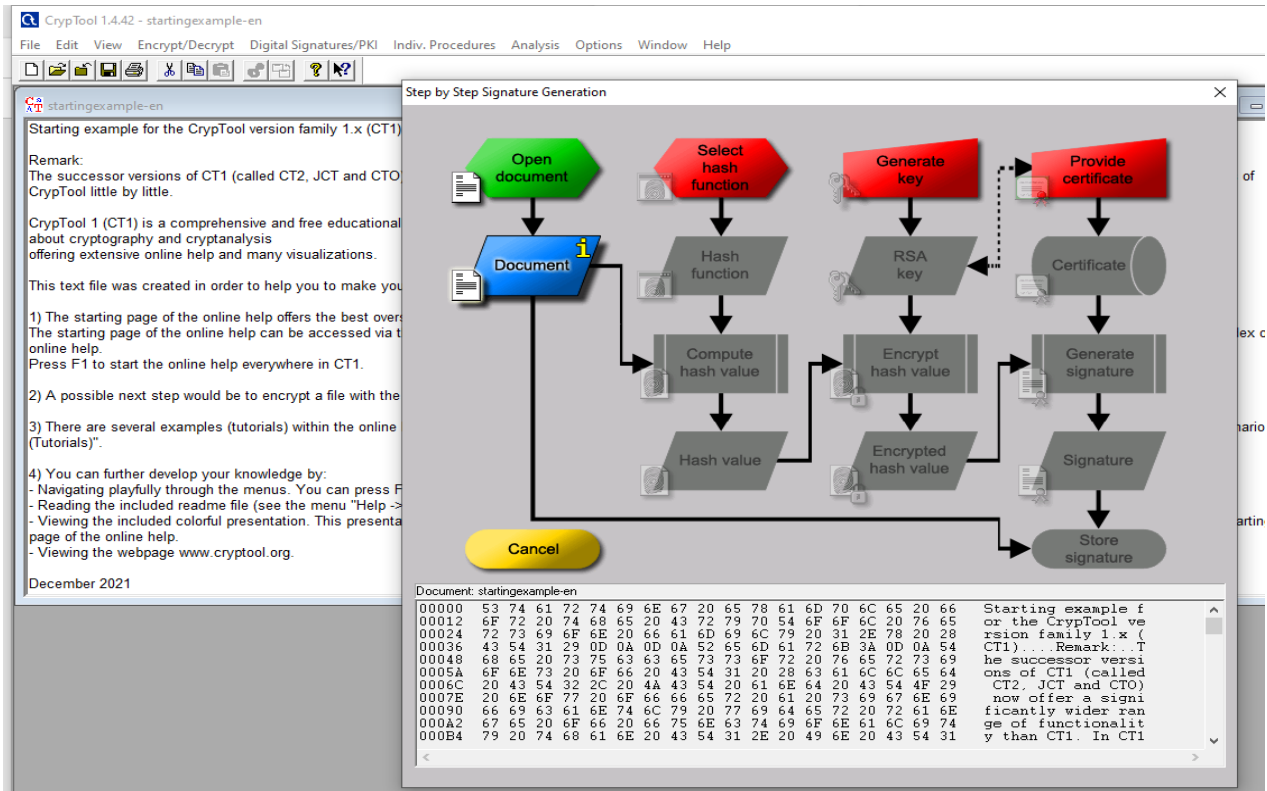 CrypTool 1.4.42 - startingexample-en
File Edit View Encrypt/Decrypt Digital Signatures/PKI Indiv. Procedures Analysis Options Window Help
startingexample-en
Starting example for the CrypTool version family 1.x (CT1)
Remark:
The successor versions of CT1 (called CT2, JCT and CTO)
of
CrypTool little by little.
CrypTool 1 (CT1) is a comprehensive and free educational
about cryptography and cryptanalysis
offering extensive online help and many visualizations.
This text file was created in order to help you to make you
1) The starting page of the online help offers the best
The starting page of the online help can be accessed via
online help.
Press F1 to start the online help everywhere in CT1.
2) A possible next step would be to encrypt a file with the
3) There are several examples (tutorials) within the online
(Tutorials)".
4) You can further develop your knowledge by:
- Navigating playfully through the menus. You can press F
- Reading the included readme file (see the menu "Help ->
- Viewing the included colorful presentation. This
page of the online help.
- Viewing the webpage www.cryptool.org.
December 2021
Step by Step Signature Generation
Open
document
Select
hash
function
Generate
key
Provide
certificate
Document
i
Hash
function
RSA
key
Certificate
Compute
hash value
Encrypt
hash value
Generate
signature
Hash value
Encrypted
hash value
Signature
Cancel
Store
signature
Document: startingexample-en
00000 53 74 61 72 74 69 6E 67 20 65 78 61 6D 70 6C 65 20 66 Starting example f
00012 6F 72 20 74 68 65 20 43 72 79 70 54 6F 6F 6C 20 76 65 or the CrypTool ve
00024 72 73 69 6F 6E 20 66 61 6D 69 6C 79 20 31 2E 78 20 28 rsion family 1.x (
00036 43 54 31 29 0D 0A 0D 0A 52 65 6D 61 72 6B 3A 0D 0A 54 CT1)....Remark:..T
00048 68 65 20 73 75 63 63 65 73 73 6F 72 20 76 65 72 73 69 he successor versi
0005A 6F 6E 73 20 6F 66 20 43 54 31 20 28 63 61 6C 6C 65 64 ons of CT1 (called
0006C 20 43 54 32 2C 20 4A 43 54 20 61 6E 64 20 43 54 4F 29 CT2, JCT and CTO)
0007E 20 6E 6F 77 20 6F 66 66 65 72 20 61 20 73 69 67 6E 69 now offer a signi
00090 66 69 63 61 6E 74 6C 79 20 77 69 64 65 72 20 72 61 6E ficantly wider ran
000A2 67 65 20 6F 66 20 66 75 6E 63 74 69 6F 6E 61 6C 69 74 ge of functionalit
000B4 79 20 74 68 61 6E 20 43 54 31 2E 20 49 6E 20 43 54 31 y than CT1. In CT1